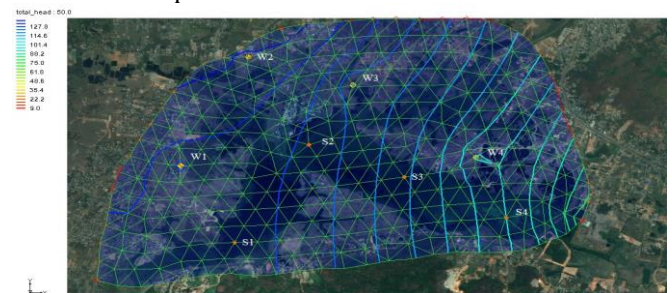 total_head : 50.0
127.8
114.6
101.4
88.2
75.0
61.8
48.6
35.4
22.2
9.0
W2
W3
S2
W1
W4
S3
S4
S1